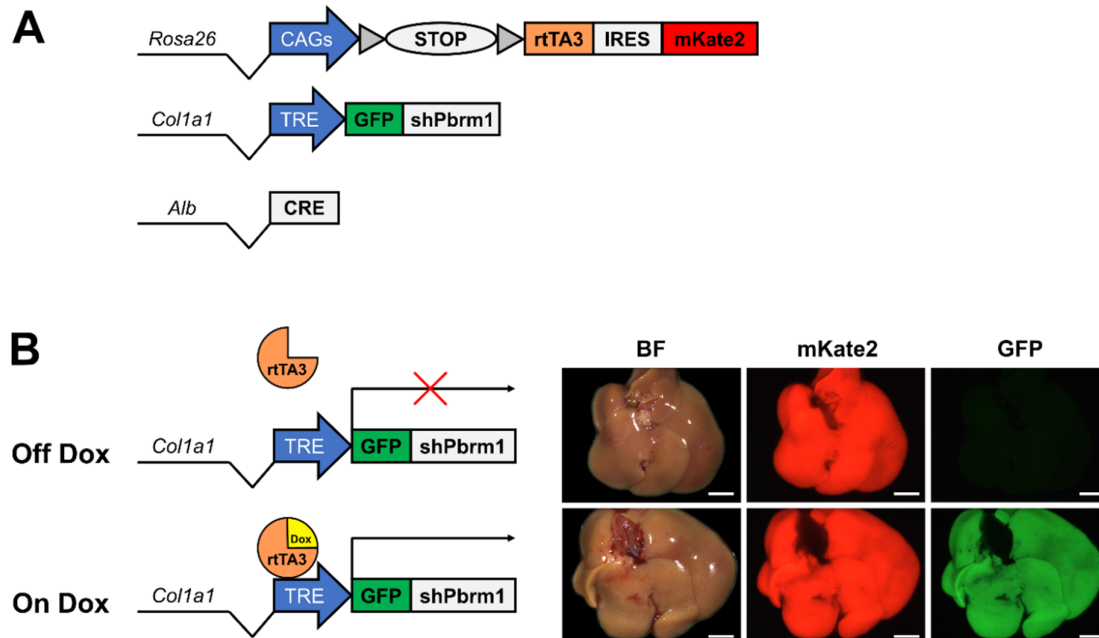 A
Rosa26 CAGs STOP rtTA3 IRES mKate2
Col1a1 TRE GFP shPbrm1
Alb CRE
B
BF mKate2 GFP
rtTA3
Off Dox Col1a1 TRE GFP shPbrm1
Dox
rtTA3
On Dox Col1a1 TRE GFP shPbrm1